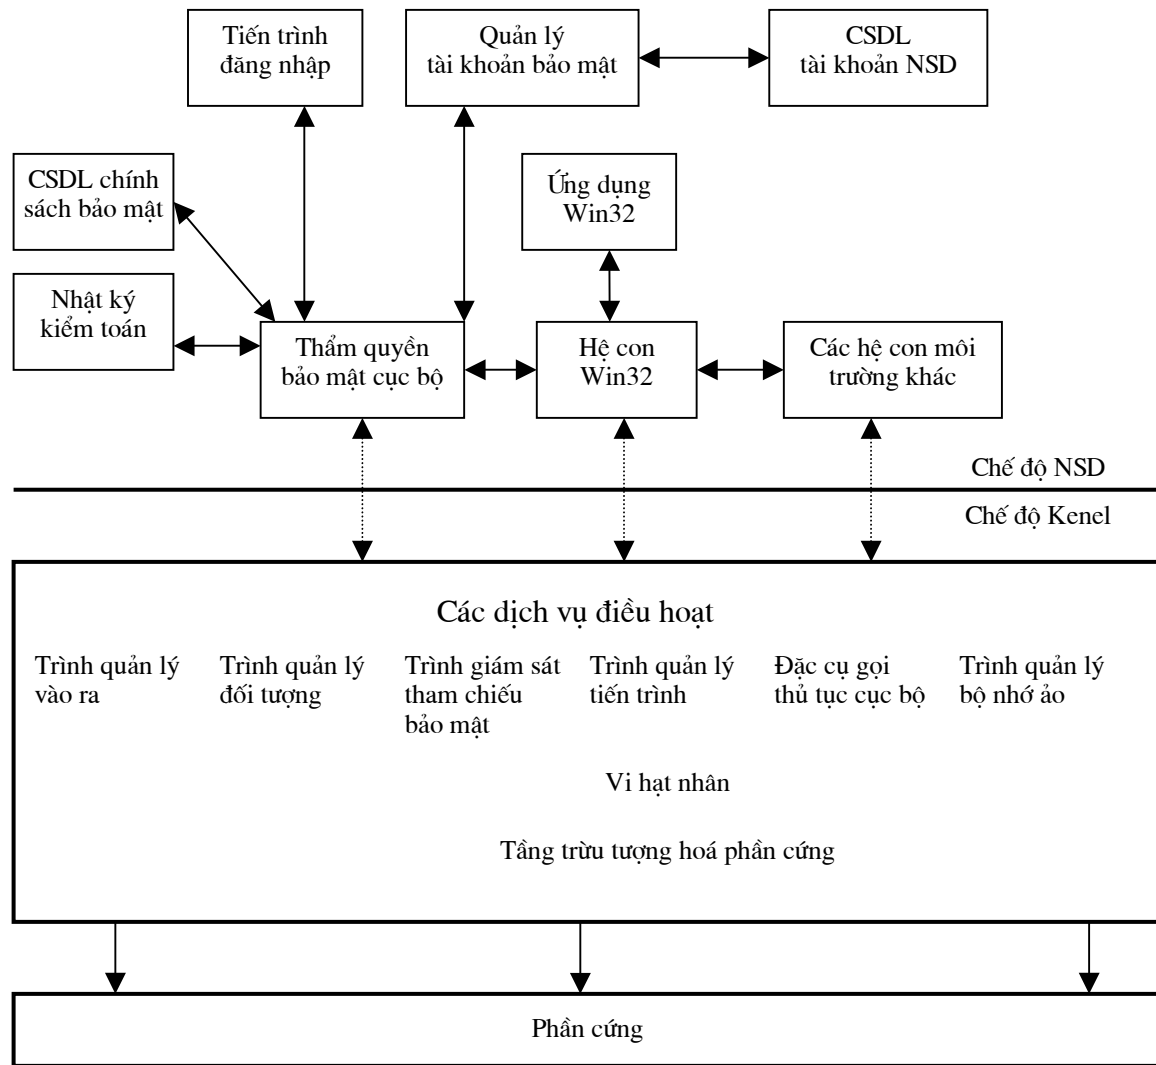 Tiến trình
đăng nhập
Quản lý
tài khoản bảo mật
CSDL
tài khoản NSD
CSDL chính
sách bảo mật
Ứng dụng
Win32
Nhật ký
kiểm toán
Thẩm quyền
bảo mật cục bộ
Hệ con
Win32
Các hệ con môi
trường khác
Chế độ NSD
Chế độ Kenel
Các dịch vụ điều hoạt
Trình quản lý
vào ra
Trình quản lý
đối tượng
Trình giám sát
tham chiếu
bảo mật
Trình quản lý
tiến trình
Đặc cụ gọi
thủ tục cục bộ
Trình quản lý
bộ nhớ ảo
Vi hạt nhân
Tầng trừu tượng hoá phần cứng
Phần cứng